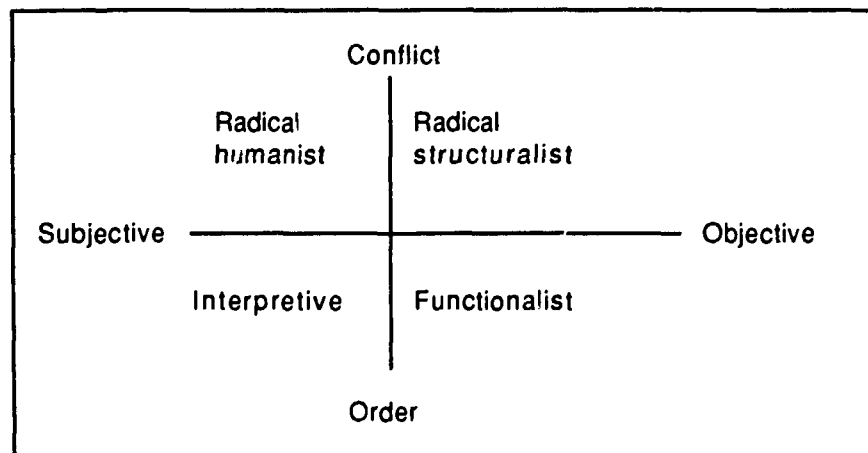 Conflict
Radical
humanist
Radical
structuralist
Subjective
Objective
Interpretive
Functionalist
Order